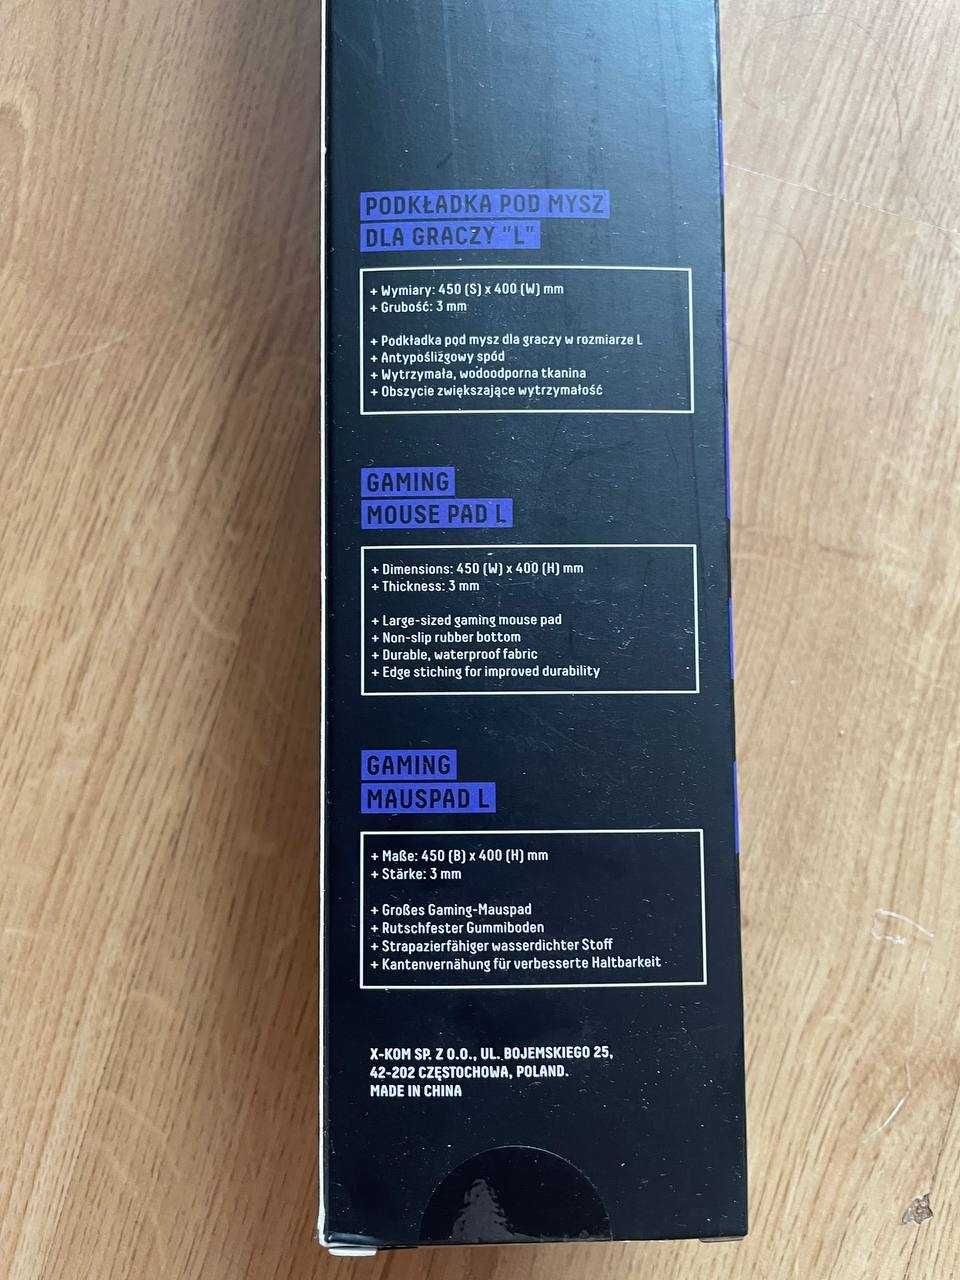 PODKŁADKA POD MYSZ
DLA GRACZY "L"
+ Wymiary: 450 (S) x 400 (W) mm
+ Grubość: 3 mm
+ Podkładka pod mysz dla graczy w rozmiarze L
+ Antypoślizgowy spód
+ Wytrzymała, wodoodporna tkanina
+ Obszycie zwiększające wytrzymałość
GAMING
MOUSE PAD L
+ Dimensions: 450 (W) x 400 (H) mm
+ Thickness: 3 mm
+ Large-sized gaming mouse pad
+ Non-slip rubber bottom
+ Durable, waterproof fabric
+ Edge stiching for improved durability
GAMING
MAUSPAD L
+ Maße: 450 (B) x 400 (H) mm
+ Stärke: 3 mm
+ Großes Gaming-Mauspad
+ Rutschfester Gummiboden
+ Strapazierfähiger wasserdichter Stoff
+ Kantenvernähung für verbesserte Haltbarkeit
X-KOM SP. Z O.O., UL. BOJEMSKIEGO 25,
42-202 CZĘSTOCHOWA, POLAND.
MADE IN CHINA